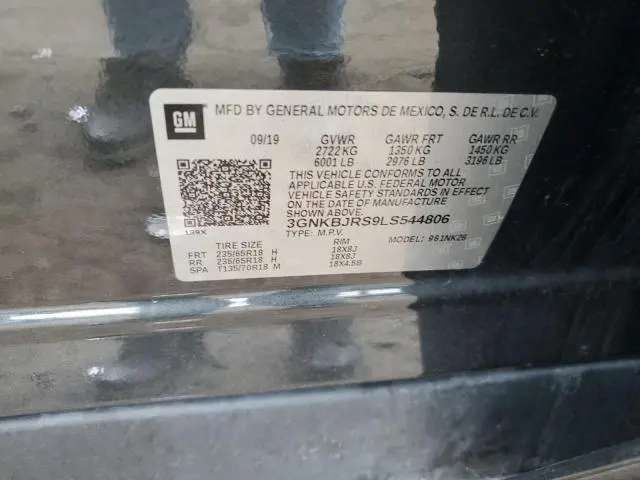 GM MFD BY GENERAL MOTORS DE MEXICO, S. DE R.L. DE C.V.
09/19 GVWR GAWR FRT GAWR RR
2722 KG 1350 KG 1450 KG
6001 LB 2976 LB 3196 LB
THIS VEHICLE CONFORMS TO ALL
APPLICABLE U.S. FEDERAL MOTOR
VEHICLE SAFETY STANDARDS IN EFFECT
ON THE DATE OF MANUFACTURE
SHOWN ABOVE.
139X 3GNKBJRS9LS544806
TYPE: M.P.V. MODEL: 981NK26
TIRE SIZE RIM
FRT 235/65R18 H 18X8J
RR 235/65R18 H 18X8J
SPA T135/70R18 M 18X4.5B